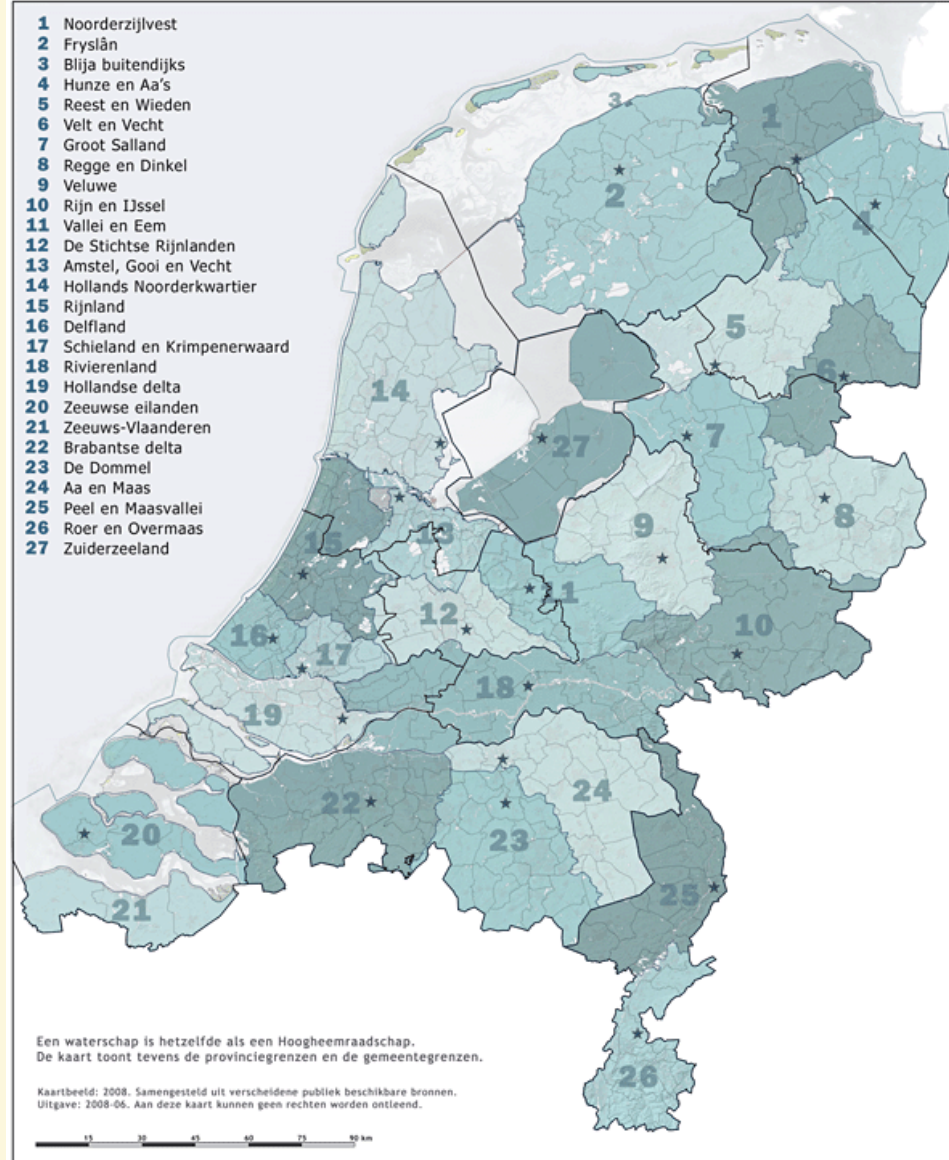 1 Noorderzijlvest
2 Fryslân
3 Blija buitendijks
4 Hunze en Aa's
5 Reest en Wieden
6 Velt en Vecht
7 Groot Salland
8 Regge en Dinkel
9 Veluwe
10 Rijn en IJssel
11 Vallei en Eem
12 De Stichtse Rijnlanden
13 Amstel, Gooi en Vecht
14 Hollands Noorderkwartier
15 Rijnland
16 Delfland
17 Schieland en Krimpenerwaard
18 Rivierenland
19 Hollandse delta
20 Zeeuwse eilanden
21 Zeeuws-Vlaanderen
22 Brabantse delta
23 De Dommel
24 Aa en Maas
25 Peel en Maasvallei
26 Roer en Overmaas
27 Zuiderzeeland
3
1
2
4
5
6
14
7
27
8
9
13
15
11
12
10
16
17
18
19
24
22
20
23
25
21
26
Een waterschap is hetzelfde als een Hoogheemraadschap.
De kaart toont tevens de provinciegrenzen en de gemeentegrenzen.
Kaartbeeld: 2008. Samengesteld uit verscheidene publiek beschikbare bronnen.
Uitgave: 2008-06. Aan deze kaart kunnen geen rechten worden ontleend.
15 30 45 60 75 90 km